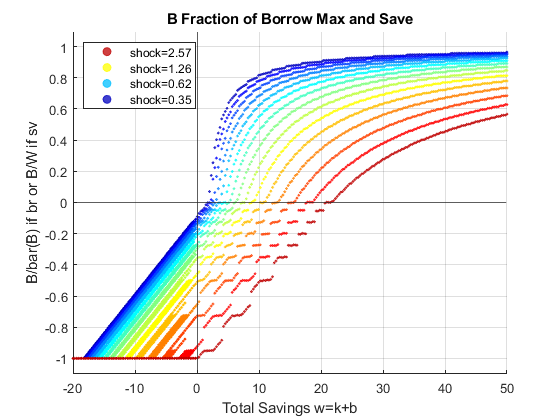 B Fraction of Borrow Max and Save
B/bar(B) if br or B/W if sv
1
0.8
0.6
0.4
0.2
0
-0.2
-0.4
-0.6
-0.8
-1
shock=2.57
shock=1.26
shock=0.62
shock=0.35
-20
-10
0
10
20
30
40
50
Total Savings w=k+b